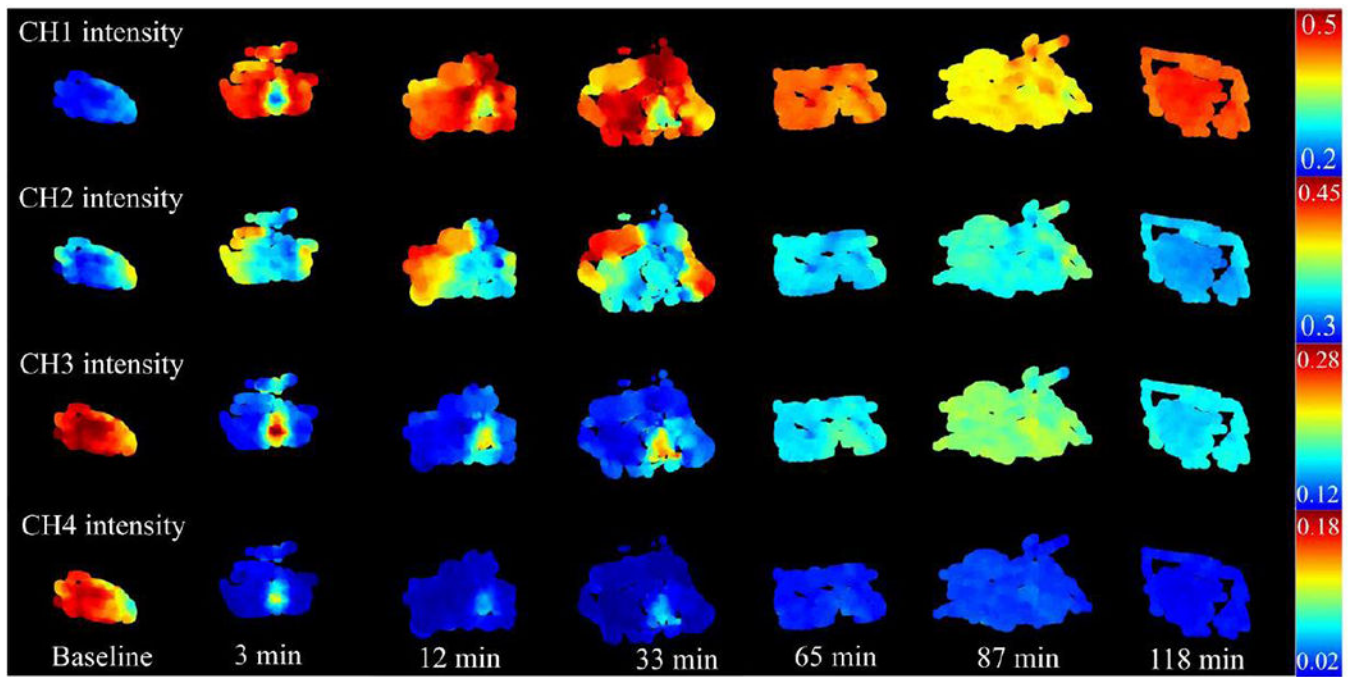 CH1 intensity
0.5
0.2
CH2 intensity
0.45
0.3
CH3 intensity
0.28
0.12
CH4 intensity
0.18
0.02
Baseline 3 min 12 min 33 min 65 min 87 min 118 min